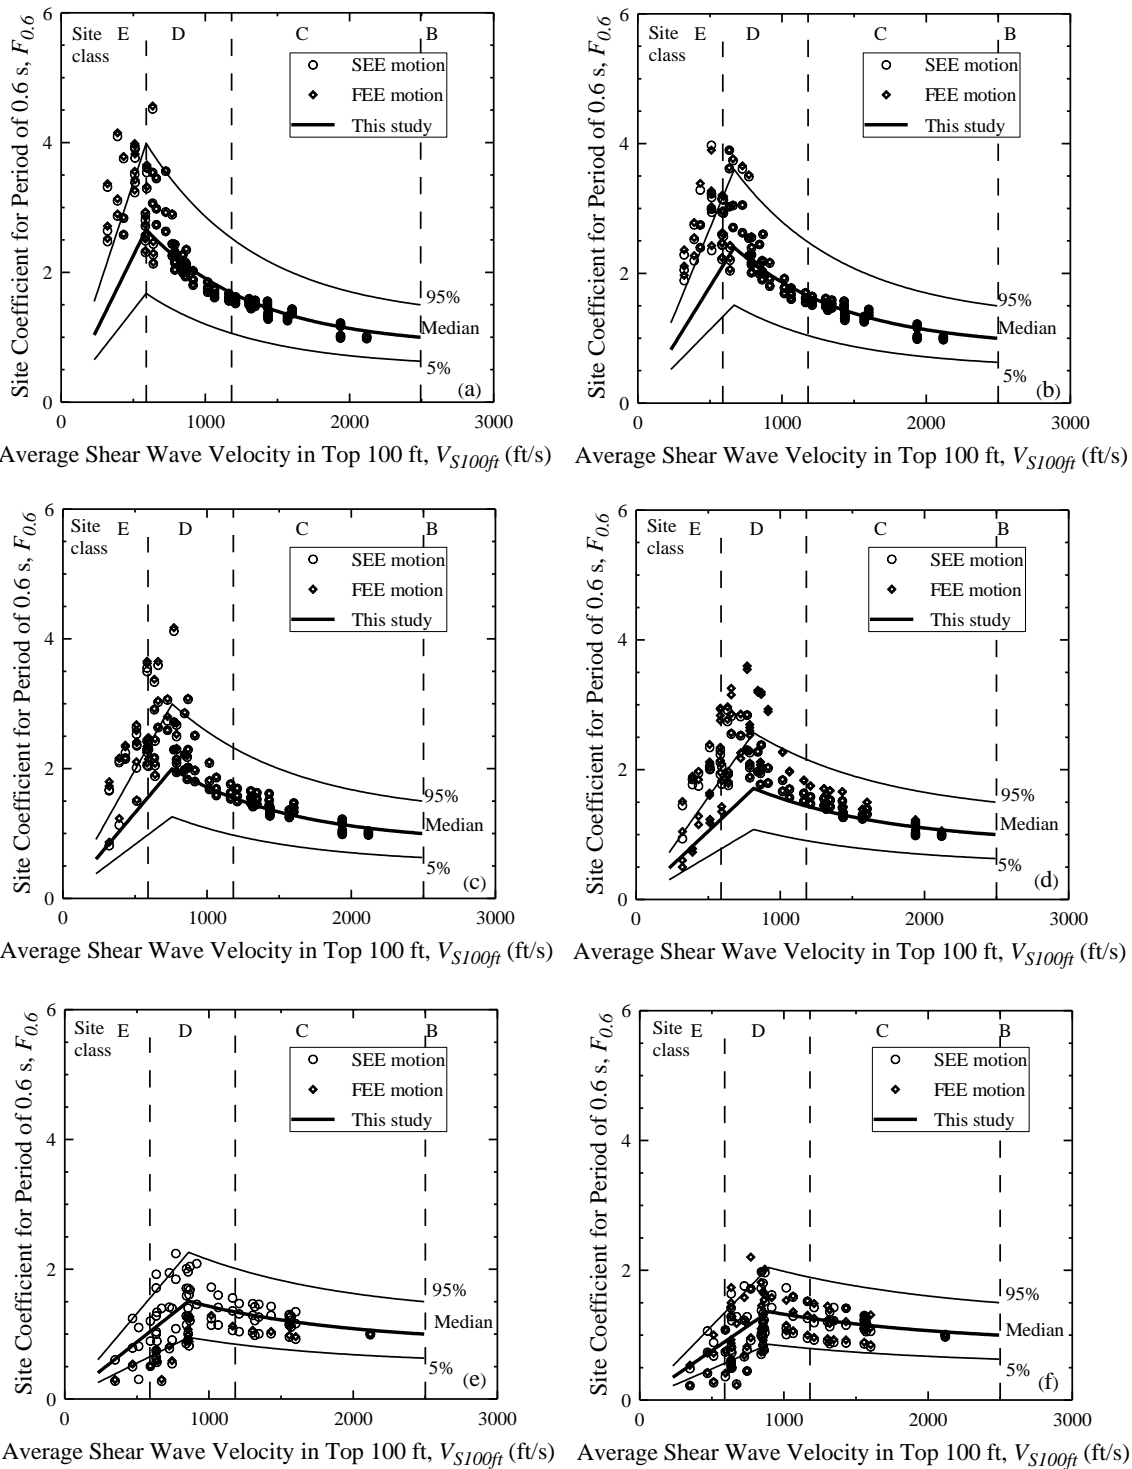 Site Coefficient for Period of 0.6 s, F0.6
6
4
2
0
Site class
E
D
C
B
SEE motion
FEE motion
This study
95%
Median
5%
(a)
0
1000
2000
3000
Average Shear Wave Velocity in Top 100 ft, VS100ft (ft/s)
Site Coefficient for Period of 0.6 s, F0.6
6
4
2
0
Site class
E
D
C
B
SEE motion
FEE motion
This study
95%
Median
5%
(b)
0
1000
2000
3000
Average Shear Wave Velocity in Top 100 ft, VS100ft (ft/s)
Site Coefficient for Period of 0.6 s, F0.6
6
4
2
0
Site class
E
D
C
B
SEE motion
FEE motion
This study
95%
Median
5%
(c)
0
1000
2000
3000
Average Shear Wave Velocity in Top 100 ft, VS100ft (ft/s)
Site Coefficient for Period of 0.6 s, F0.6
6
4
2
0
Site class
E
D
C
B
SEE motion
FEE motion
This study
95%
Median
5%
(d)
0
1000
2000
3000
Average Shear Wave Velocity in Top 100 ft, VS100ft (ft/s)
Site Coefficient for Period of 0.6 s, F0.6
6
4
2
0
Site class
E
D
C
B
SEE motion
FEE motion
This study
95%
Median
5%
(e)
0
1000
2000
3000
Average Shear Wave Velocity in Top 100 ft, VS100ft (ft/s)
Site Coefficient for Period of 0.6 s, F0.6
6
4
2
0
Site class
E
D
C
B
SEE motion
FEE motion
This study
95%
Median
5%
(f)
0
1000
2000
3000
Average Shear Wave Velocity in Top 100 ft, VS100ft (ft/s)